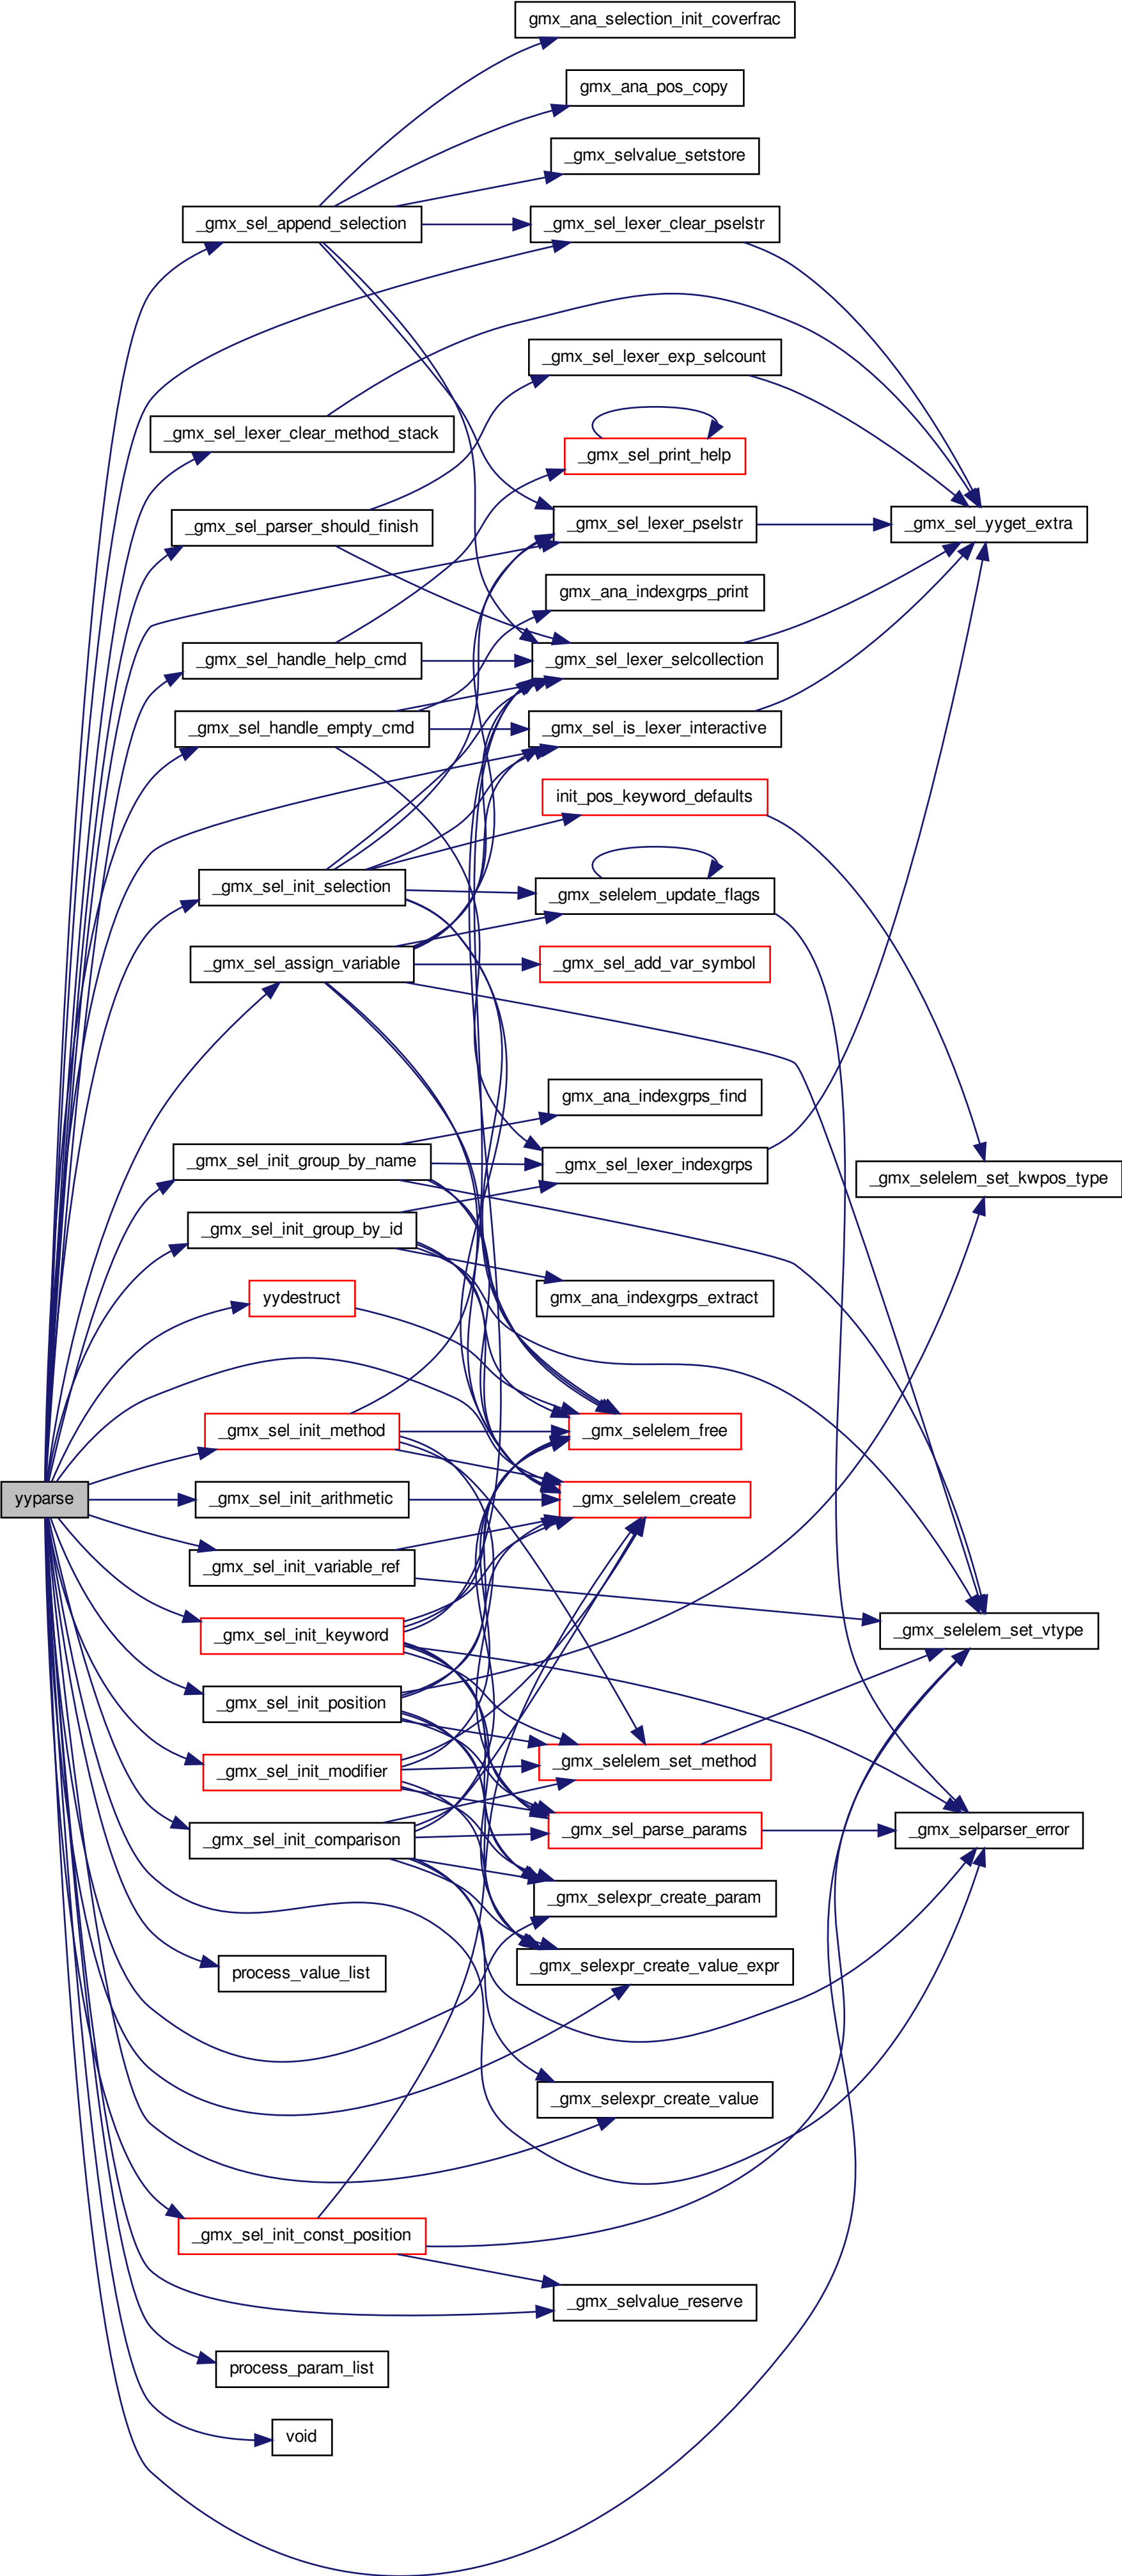 gmx_ana_selection_init_coverfrac
gmx_ana_pos_copy
_gmx_selvalue_setstore
_gmx_sel_append_selection
_gmx_sel_lexer_clear_pselstr
_gmx_sel_lexer_exp_selcount
_gmx_sel_lexer_clear_method_stack
_gmx_sel_print_help
_gmx_sel_parser_should_finish
_gmx_sel_lexer_pselstr
_gmx_sel_yyget_extra
gmx_ana_indexgrps_print
_gmx_sel_handle_help_cmd
_gmx_sel_lexer_selcollection
_gmx_sel_handle_empty_cmd
_gmx_sel_is_lexer_interactive
init_pos_keyword_defaults
_gmx_sel_init_selection
_gmx_selelem_update_flags
_gmx_sel_assign_variable
_gmx_sel_add_var_symbol
gmx_ana_indexgrps_find
_gmx_sel_init_group_by_name
_gmx_sel_lexer_indexgrps
_gmx_selelem_set_kwpos_type
_gmx_sel_init_group_by_id
yydestruct
gmx_ana_indexgrps_extract
_gmx_sel_init_method
_gmx_selelem_free
yyparse
_gmx_sel_init_arithmetic
_gmx_selelem_create
_gmx_sel_init_variable_ref
_gmx_sel_init_keyword
_gmx_selelem_set_vtype
_gmx_sel_init_position
_gmx_sel_init_modifier
_gmx_selelem_set_method
_gmx_sel_init_comparison
_gmx_sel_parse_params
_gmx_selparser_error
_gmx_selexpr_create_param
process_value_list
_gmx_selexpr_create_value_expr
_gmx_selexpr_create_value
_gmx_sel_init_const_position
_gmx_selvalue_reserve
process_param_list
void